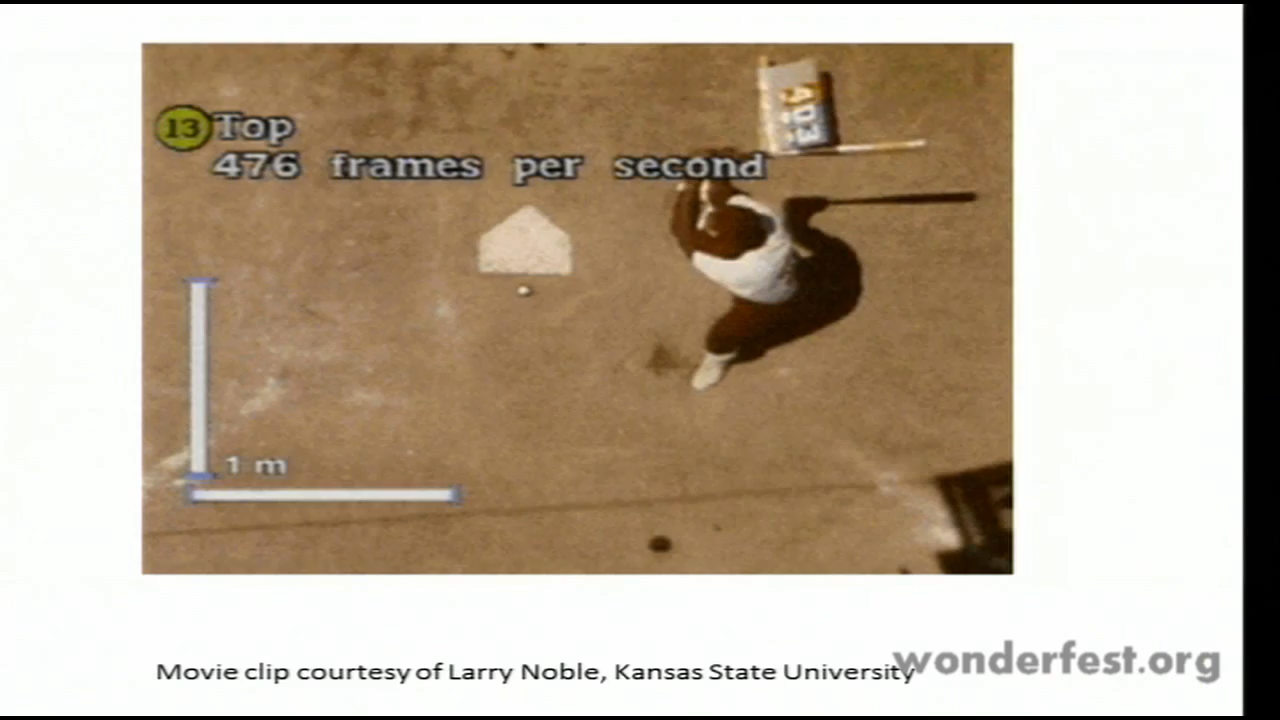 13 Top
476 frames per second
1 m
Movie clip courtesy of Larry Noble, Kansas State University
wonderfest.org